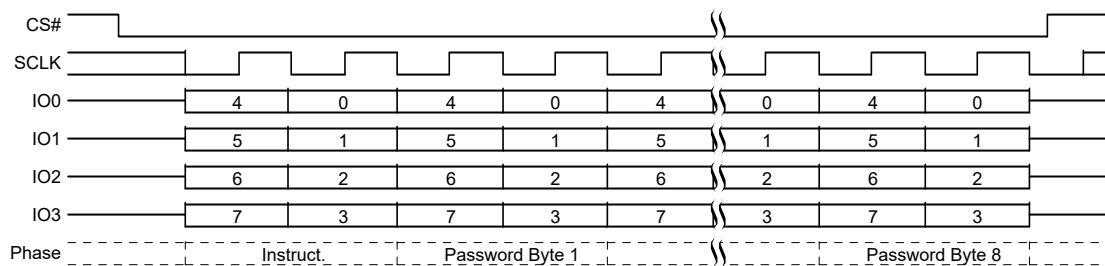 CS#
SCLK
IO0 4 0 4 0 4 0 4 0
IO1 5 1 5 1 5 1 5 1
IO2 6 2 6 2 6 2 6 2
IO3 7 3 7 3 7 3 7 3
Phase Instruct. Password Byte 1 Password Byte 8